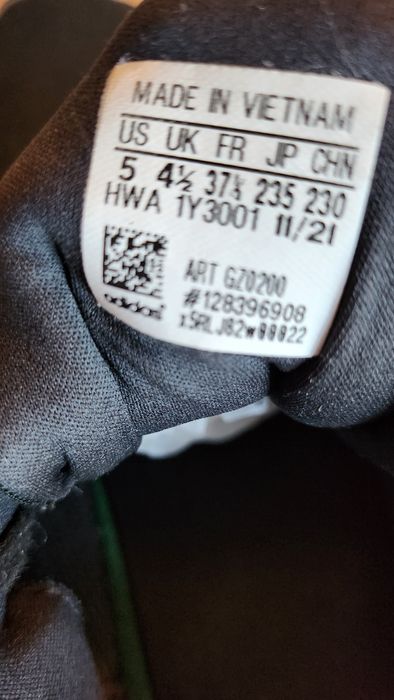 MADE IN VIETNAM
US UK FR JP CHN
5 4½ 37⅓ 235 230
HWA 1Y3001 11/21
ART GZ0200
#128396908
adidas